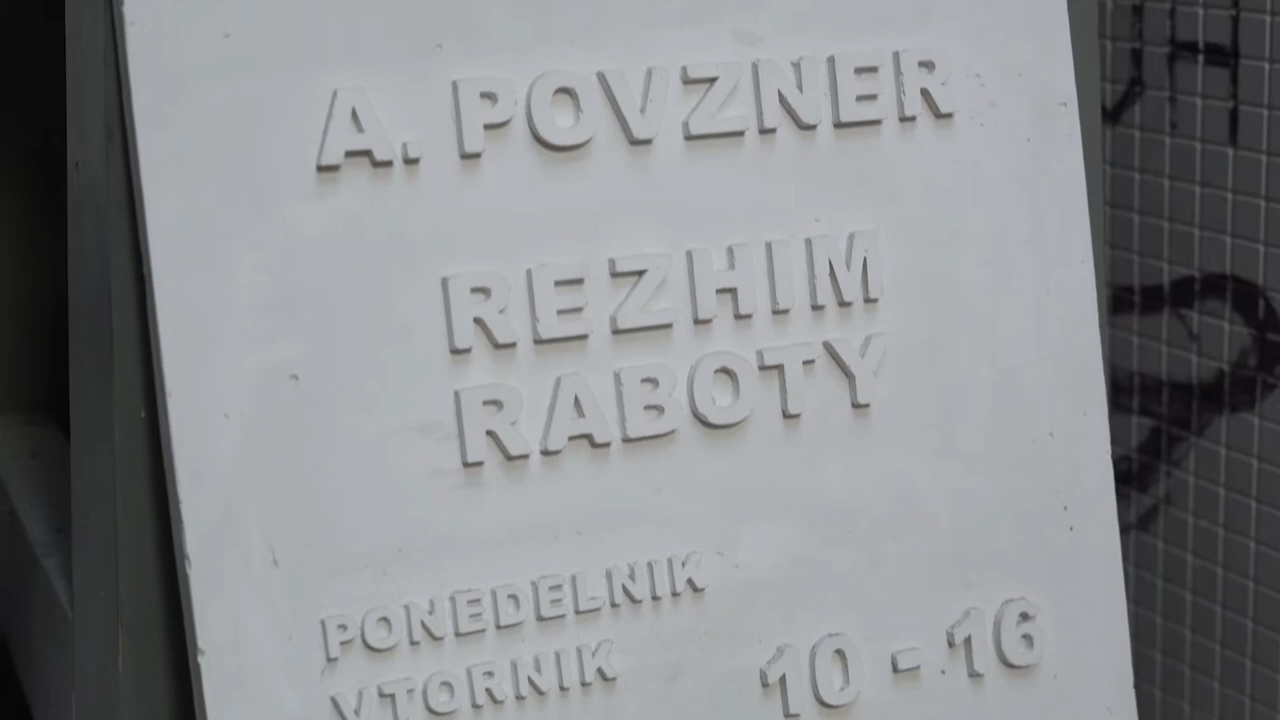 A. POVZNER
REZHIM
RABOTY
PONEDELNIK
VTORNIK
10 - 16